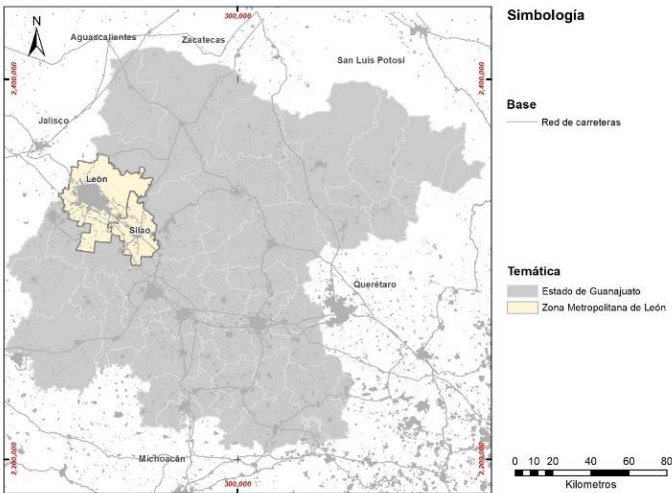 300,000
Simbología
N
Aguascalientes
Zacatecas
San Luis Potosí
2,400,000
2,400,000
Base
Red de carreteras
Jalisco
León
Silao
Temática
Estado de Guanajuato
Querétaro
Zona Metropolitana de León
Michoacán
2,200,000
2,200,000
300,000
0 10 20 40 60 80
Kilometros